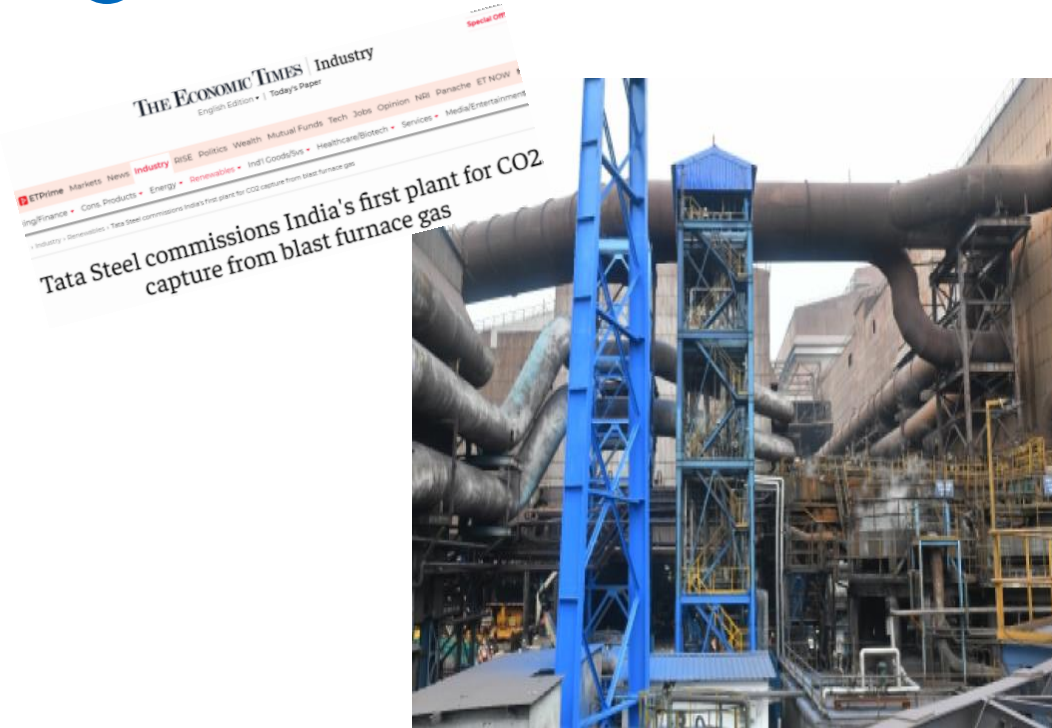 Special Off
THE ECONOMIC TIMES | Industry
English Edition | Today's Paper
ETPrime Markets News Industry RISE Politics Wealth Mutual Funds Tech Jobs Opinion NRI Panache ET NOW
ing/Finance Cons. Products Energy Renewables Ind'l Goods/Svs Healthcare/Biotech Services Media/Entertainment
› Industry › Renewables › Tata Steel commissions India's first plant for CO2 capture from blast furnace gas
Tata Steel commissions India's first plant for CO2
capture from blast furnace gas